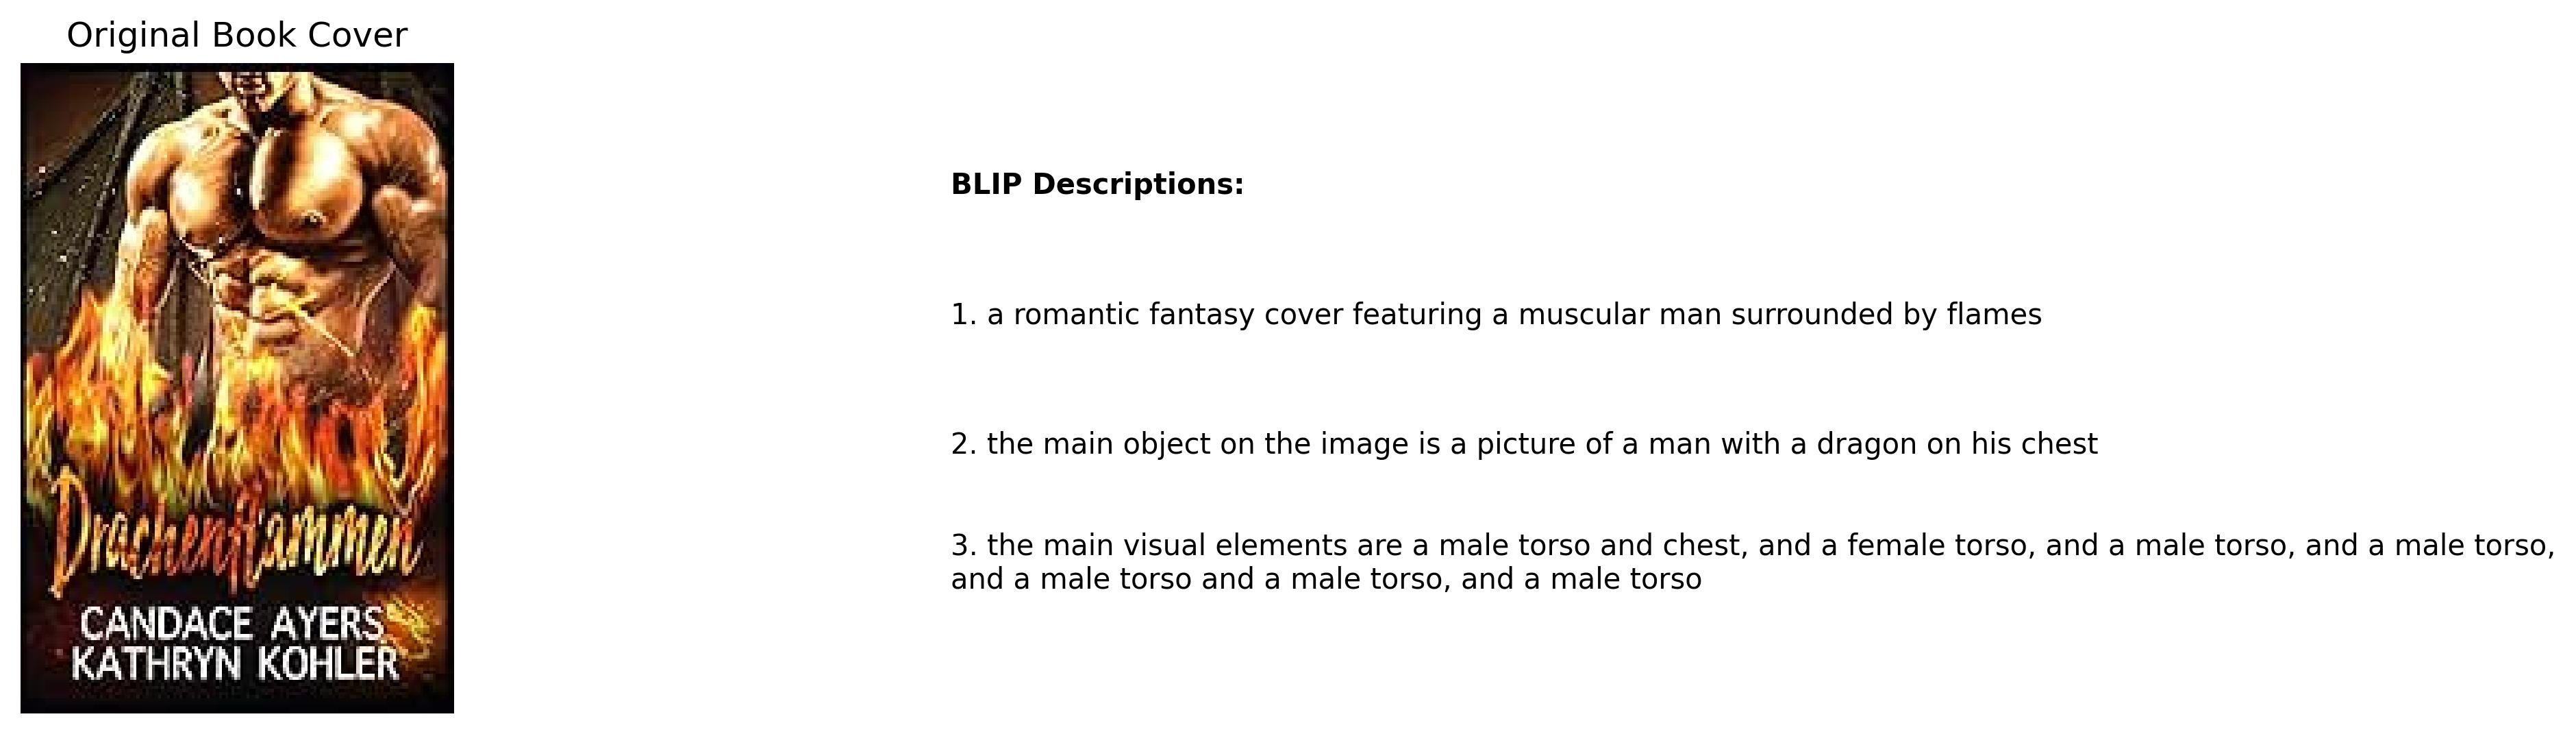 Original Book Cover
Drachenflammen
CANDACE AYERS
KATHRYN KOHLER
BLIP Descriptions:
1. a romantic fantasy cover featuring a muscular man surrounded by flames
2. the main object on the image is a picture of a man with a dragon on his chest
3. the main visual elements are a male torso and chest, and a female torso, and a male torso, and a male torso,
and a male torso and a male torso, and a male torso